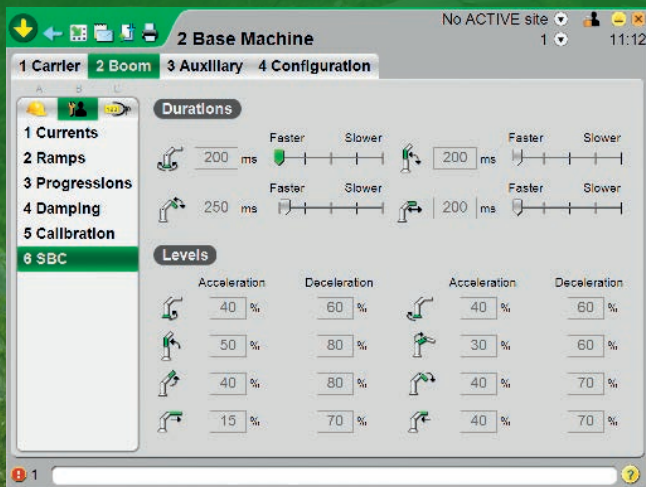 No ACTIVE site
2 Base Machine
1
11:12
1 Carrier 2 Boom 3 Auxiliary 4 Configuration
A B C
1 Currents
2 Ramps
3 Progressions
4 Damping
5 Calibration
6 SBC
Durations
Faster Slower Faster Slower
200 ms 200 ms
Faster Slower Faster Slower
250 ms 200 ms
Levels
Acceleration Deceleration Acceleration Deceleration
40 % 60 % 40 % 60 %
50 % 80 % 30 % 60 %
40 % 80 % 40 % 70 %
15 % 70 % 40 % 70 %
1 ?